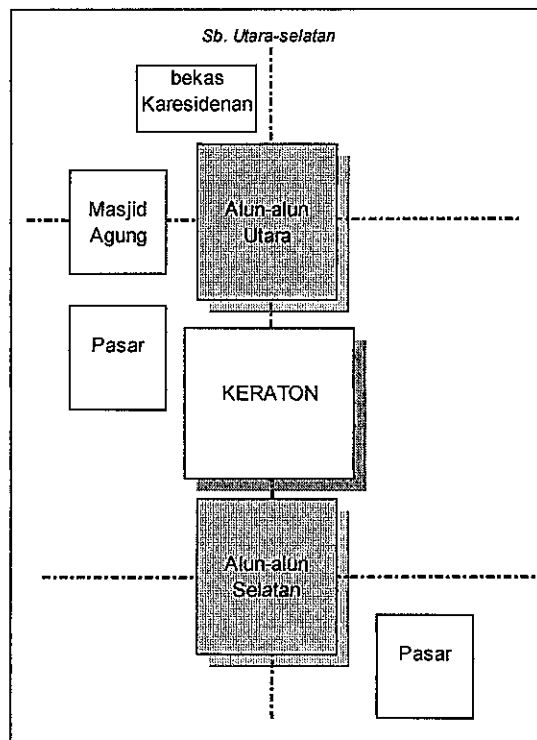 Sb. Utara-selatan
bekas
Karesidenan
Masjid
Agung
Alun-alun
Utara
Pasar
KERATON
Alun-alun
Selatan
Pasar